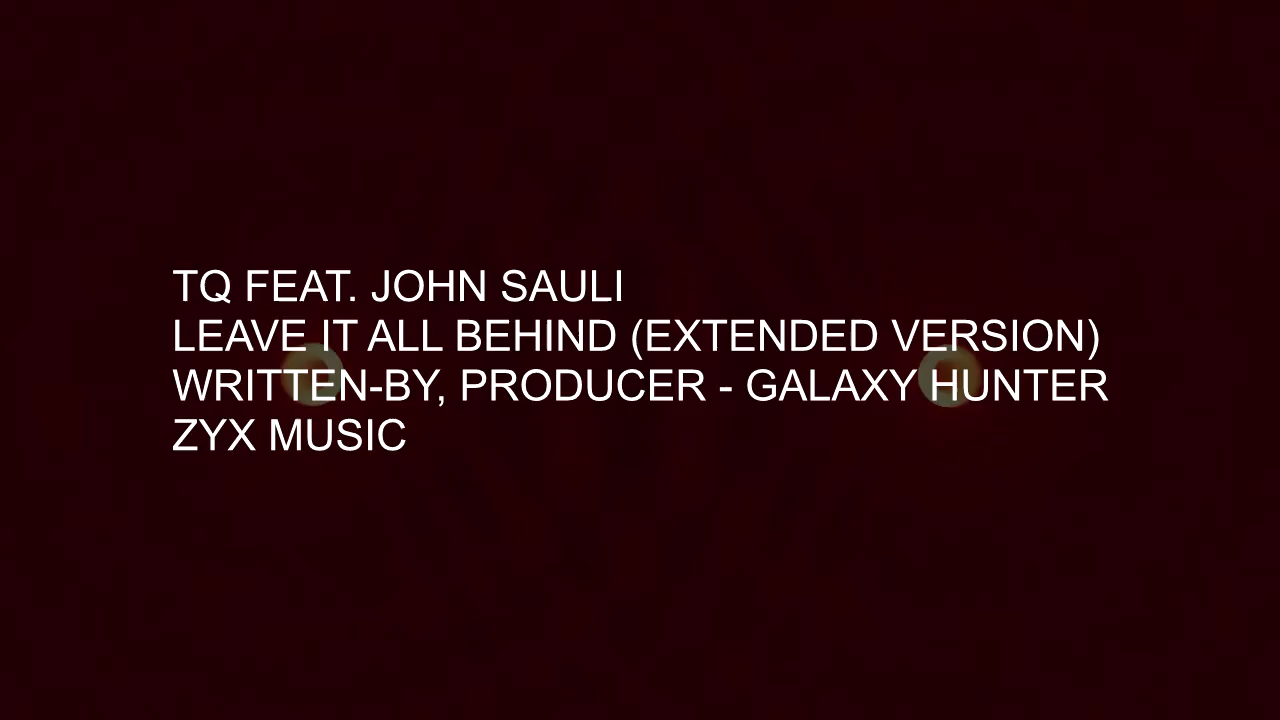 TQ FEAT. JOHN SAULI
LEAVE IT ALL BEHIND (EXTENDED VERSION)
WRITTEN-BY, PRODUCER - GALAXY HUNTER
ZYX MUSIC